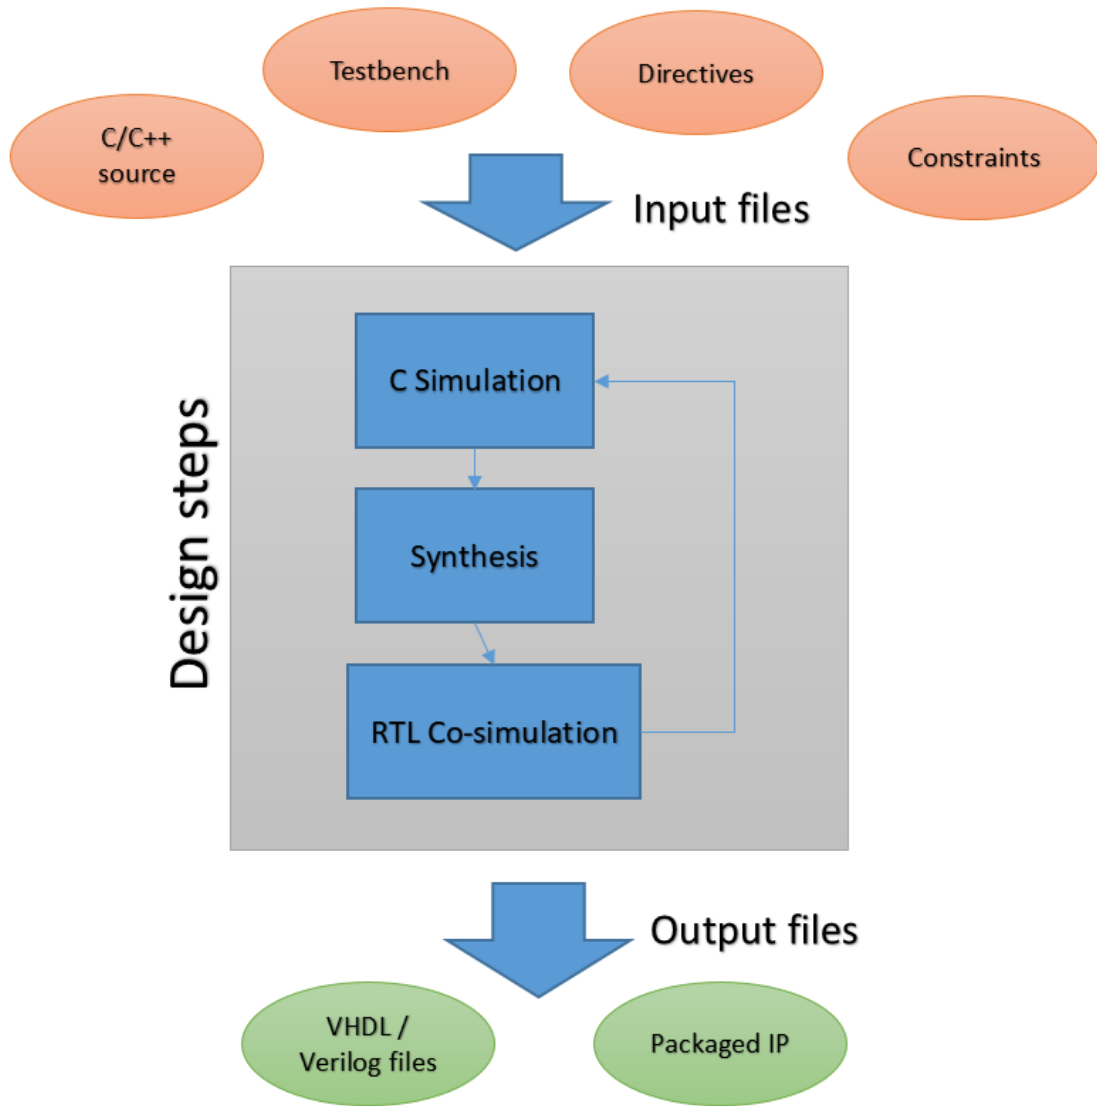 Testbench
Directives
C/C++
source
Constraints
Input files
Design steps
C Simulation
Synthesis
RTL Co-simulation
Output files
VHDL /
Verilog files
Packaged IP